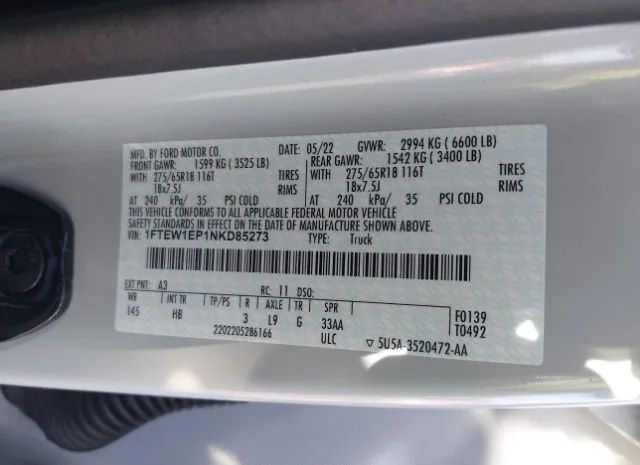 MFD. BY FORD MOTOR CO. DATE: 05/22 GVWR: 2994 KG ( 6600 LB)
FRONT GAWR: 1599 KG ( 3525 LB) REAR GAWR: 1542 KG ( 3400 LB)
WITH 275/65R18 116T TIRES WITH 275/65R18 116T TIRES
18x7.5J RIMS 18x7.5J RIMS
AT 240 kPa/ 35 PSI COLD AT 240 kPa/ 35 PSI COLD
THIS VEHICLE CONFORMS TO ALL APPLICABLE FEDERAL MOTOR VEHICLE
SAFETY STANDARDS IN EFFECT ON THE DATE OF MANUFACTURE SHOWN ABOVE.
VIN: 1FTEW1EP1NKD85273 TYPE: Truck
EXT PNT: A3 RC: 11 DSO:
WB INT TR TP/PS R AXLE TR SPR F0139
145 HB 3 L9 G 33AA T0492
2202205286166 ULC ▽ 5U5A-3520472-AA